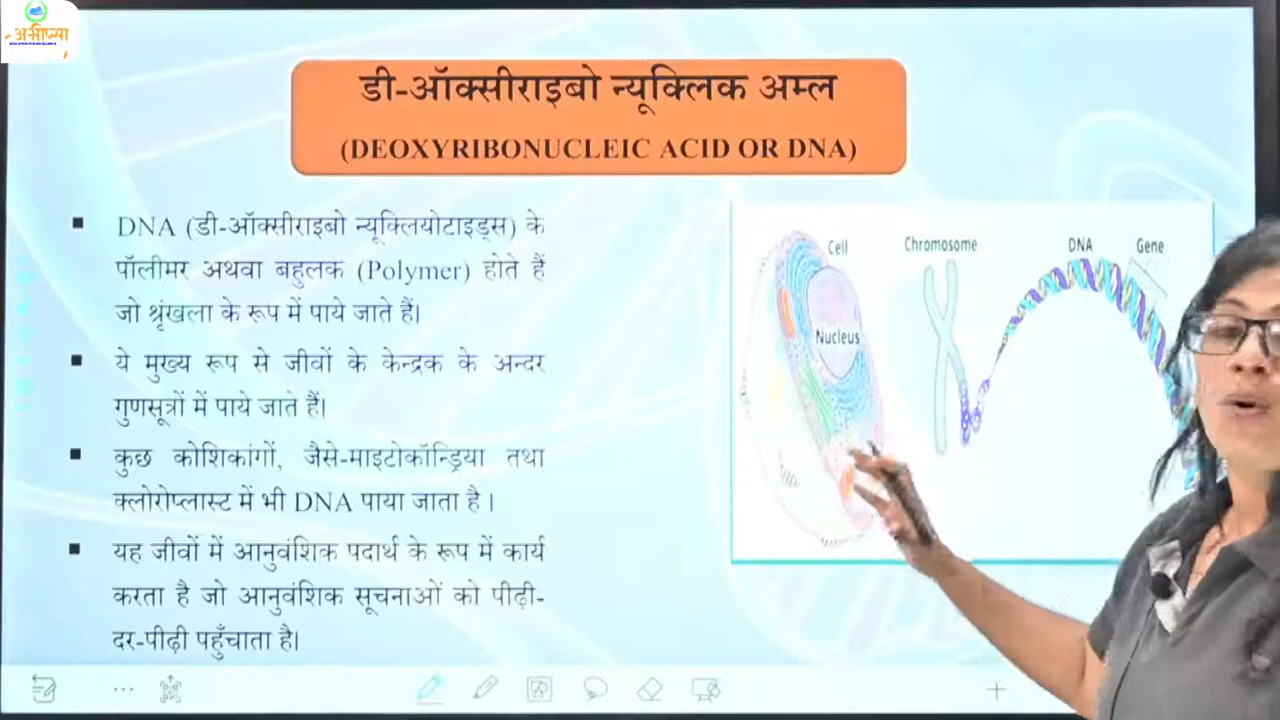 अभीप्सा
डी-ऑक्सीराइबो न्यूक्लिक अम्ल
(DEOXYRIBONUCLEIC ACID OR DNA)
▪ DNA (डी-ऑक्सीराइबो न्यूक्लियोटाइड्स) के
पॉलीमर अथवा बहुलक (Polymer) होते हैं
जो श्रृंखला के रूप में पाये जाते हैं।
▪ ये मुख्य रूप से जीवों के केन्द्रक के अन्दर
गुणसूत्रों में पाये जाते हैं।
▪ कुछ कोशिकांगों, जैसे-माइटोकॉन्ड्रिया तथा
क्लोरोप्लास्ट में भी DNA पाया जाता है ।
▪ यह जीवों में आनुवंशिक पदार्थ के रूप में कार्य
करता है जो आनुवंशिक सूचनाओं को पीढ़ी-
दर-पीढ़ी पहुँचाता है।
Cell
Chromosome
DNA
Gene
Nucleus